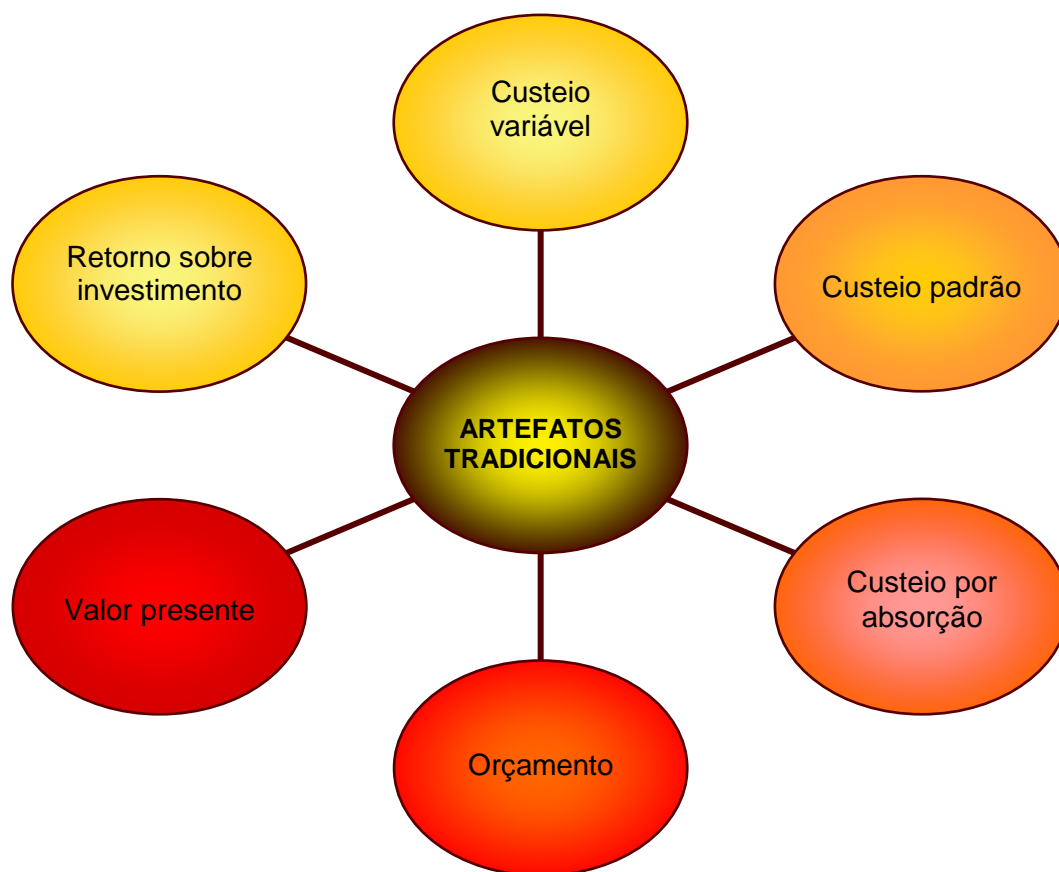 Custeio
variável
Retorno sobre
investimento
Custeio padrão
ARTEFATOS
TRADICIONAIS
Valor presente
Custeio por
absorção
Orçamento